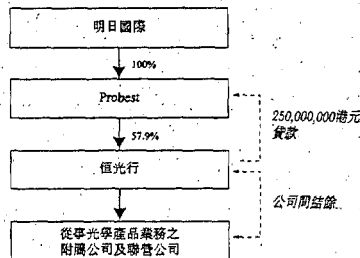 明日國際
100%
Probest
57.9%
250,000,000港元
貸款
恒光行
公司間結餘
從事光學產品業務之
附屬公司及聯營公司